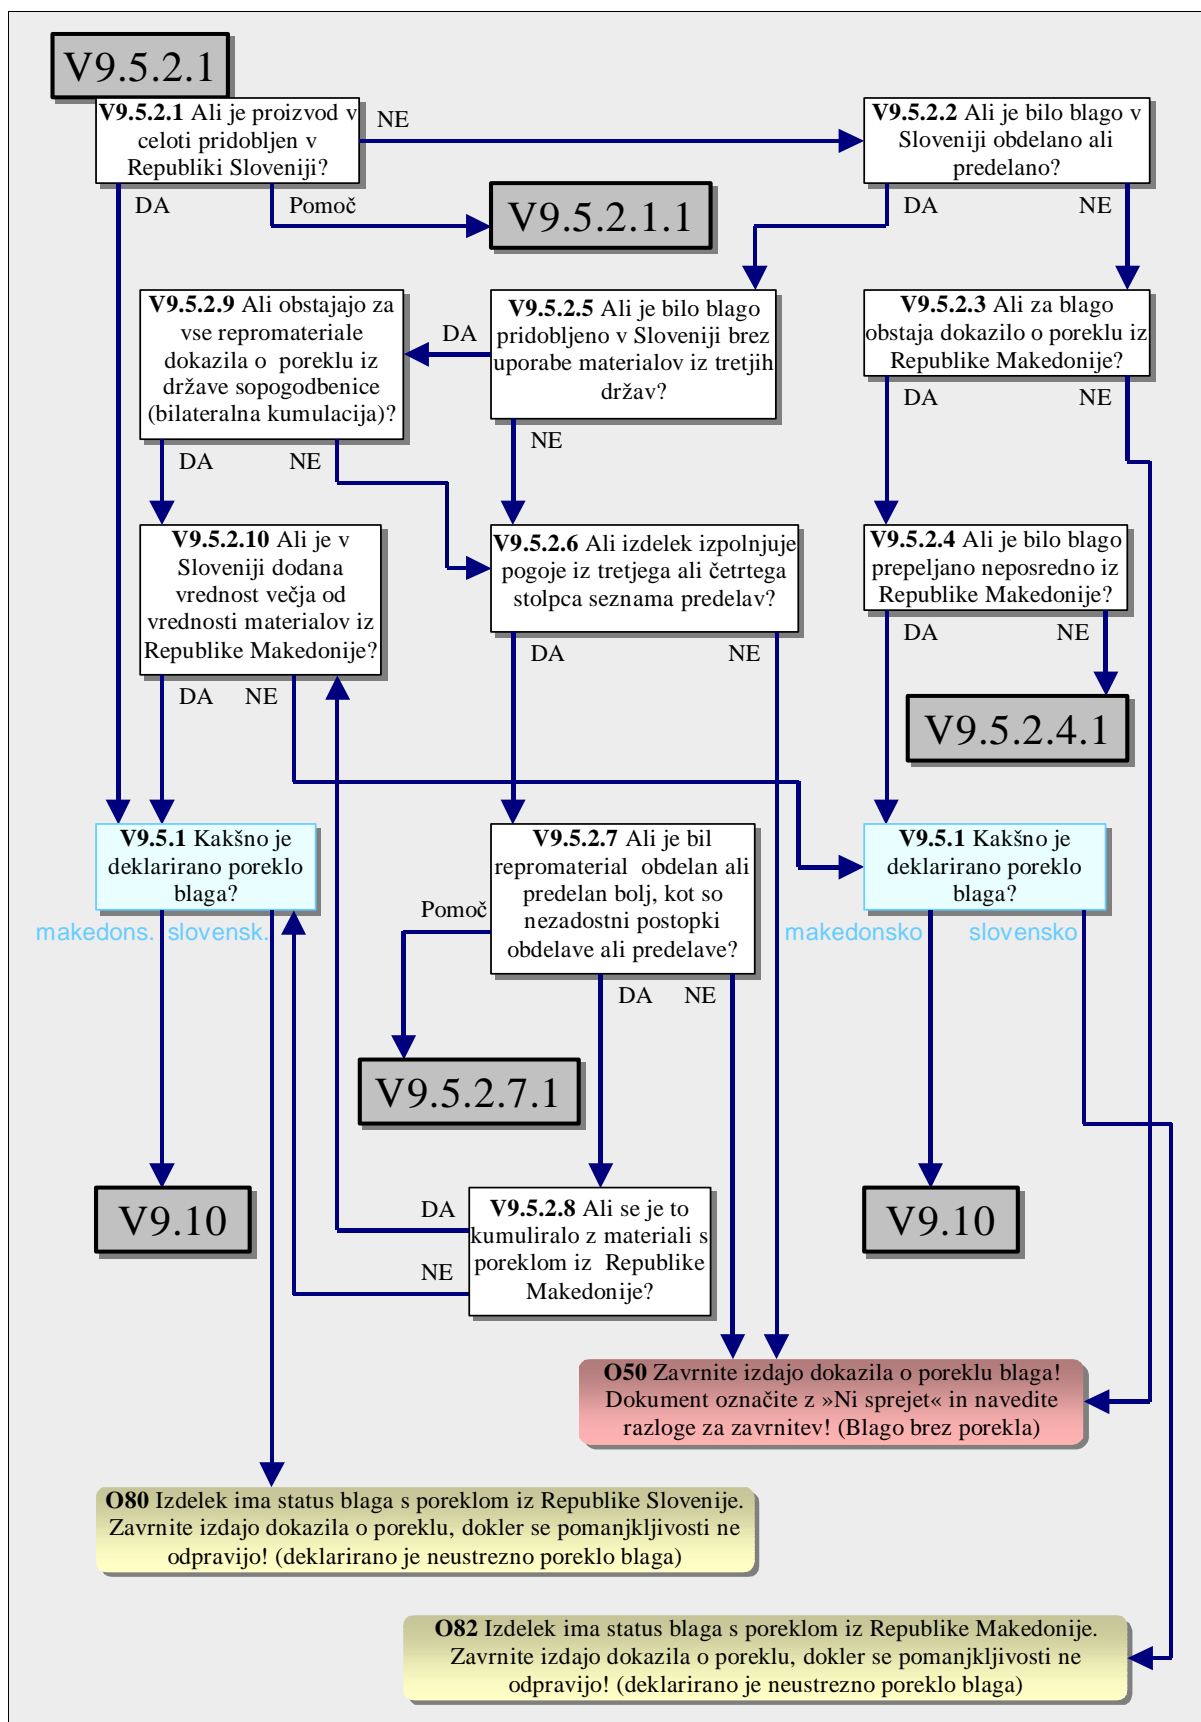 V9.5.2.1
V9.5.2.1 Ali je proizvod v
celoti pridobljen v
Republiki Sloveniji?
NE
V9.5.2.2 Ali je bilo blago v
Sloveniji obdelano ali
predelano?
DA
Pomoč
V9.5.2.1.1
DA
NE
V9.5.2.9 Ali obstajajo za
vse repromateriale
dokazila o poreklu iz
države sopogodbenice
(bilateralna kumulacija)?
DA
V9.5.2.5 Ali je bilo blago
pridobljeno v Sloveniji brez
uporabe materialov iz tretjih
držav?
V9.5.2.3 Ali za blago
obstaja dokazilo o poreklu iz
Republike Makedonije?
DA
NE
NE
DA
NE
V9.5.2.10 Ali je v
Sloveniji dodana
vrednost večja od
vrednosti materialov iz
Republike Makedonije?
V9.5.2.6 Ali izdelek izpolnjuje
pogoje iz tretjega ali četrtega
stolpca seznama predelav?
V9.5.2.4 Ali je bilo blago
prepeljano neposredno iz
Republike Makedonije?
DA
NE
DA
NE
DA
NE
V9.5.2.4.1
V9.5.1 Kakšno je
deklarirano poreklo
blaga?
V9.5.2.7 Ali je bil
repromaterial obdelan ali
predelan bolj, kot so
nezadostni postopki
obdelave ali predelave?
V9.5.1 Kakšno je
deklarirano poreklo
blaga?
makedons.
slovensk.
Pomoč
makedonsko
slovensko
DA
NE
V9.5.2.7.1
V9.10
DA
NE
V9.5.2.8 Ali se je to
kumuliralo z materiali s
poreklom iz Republike
Makedonije?
V9.10
O50 Zavrnite izdajo dokazila o poreklu blaga!
Dokument označite z »Ni sprejet« in navedite
razloge za zavrnitev! (Blago brez porekla)
O80 Izdelek ima status blaga s poreklom iz Republike Slovenije.
Zavrnite izdajo dokazila o poreklu, dokler se pomanjkljivosti ne
odpravijo! (deklarirano je neustrezno poreklo blaga)
O82 Izdelek ima status blaga s poreklom iz Republike Makedonije.
Zavrnite izdajo dokazila o poreklu, dokler se pomanjkljivosti ne
odpravijo! (deklarirano je neustrezno poreklo blaga)